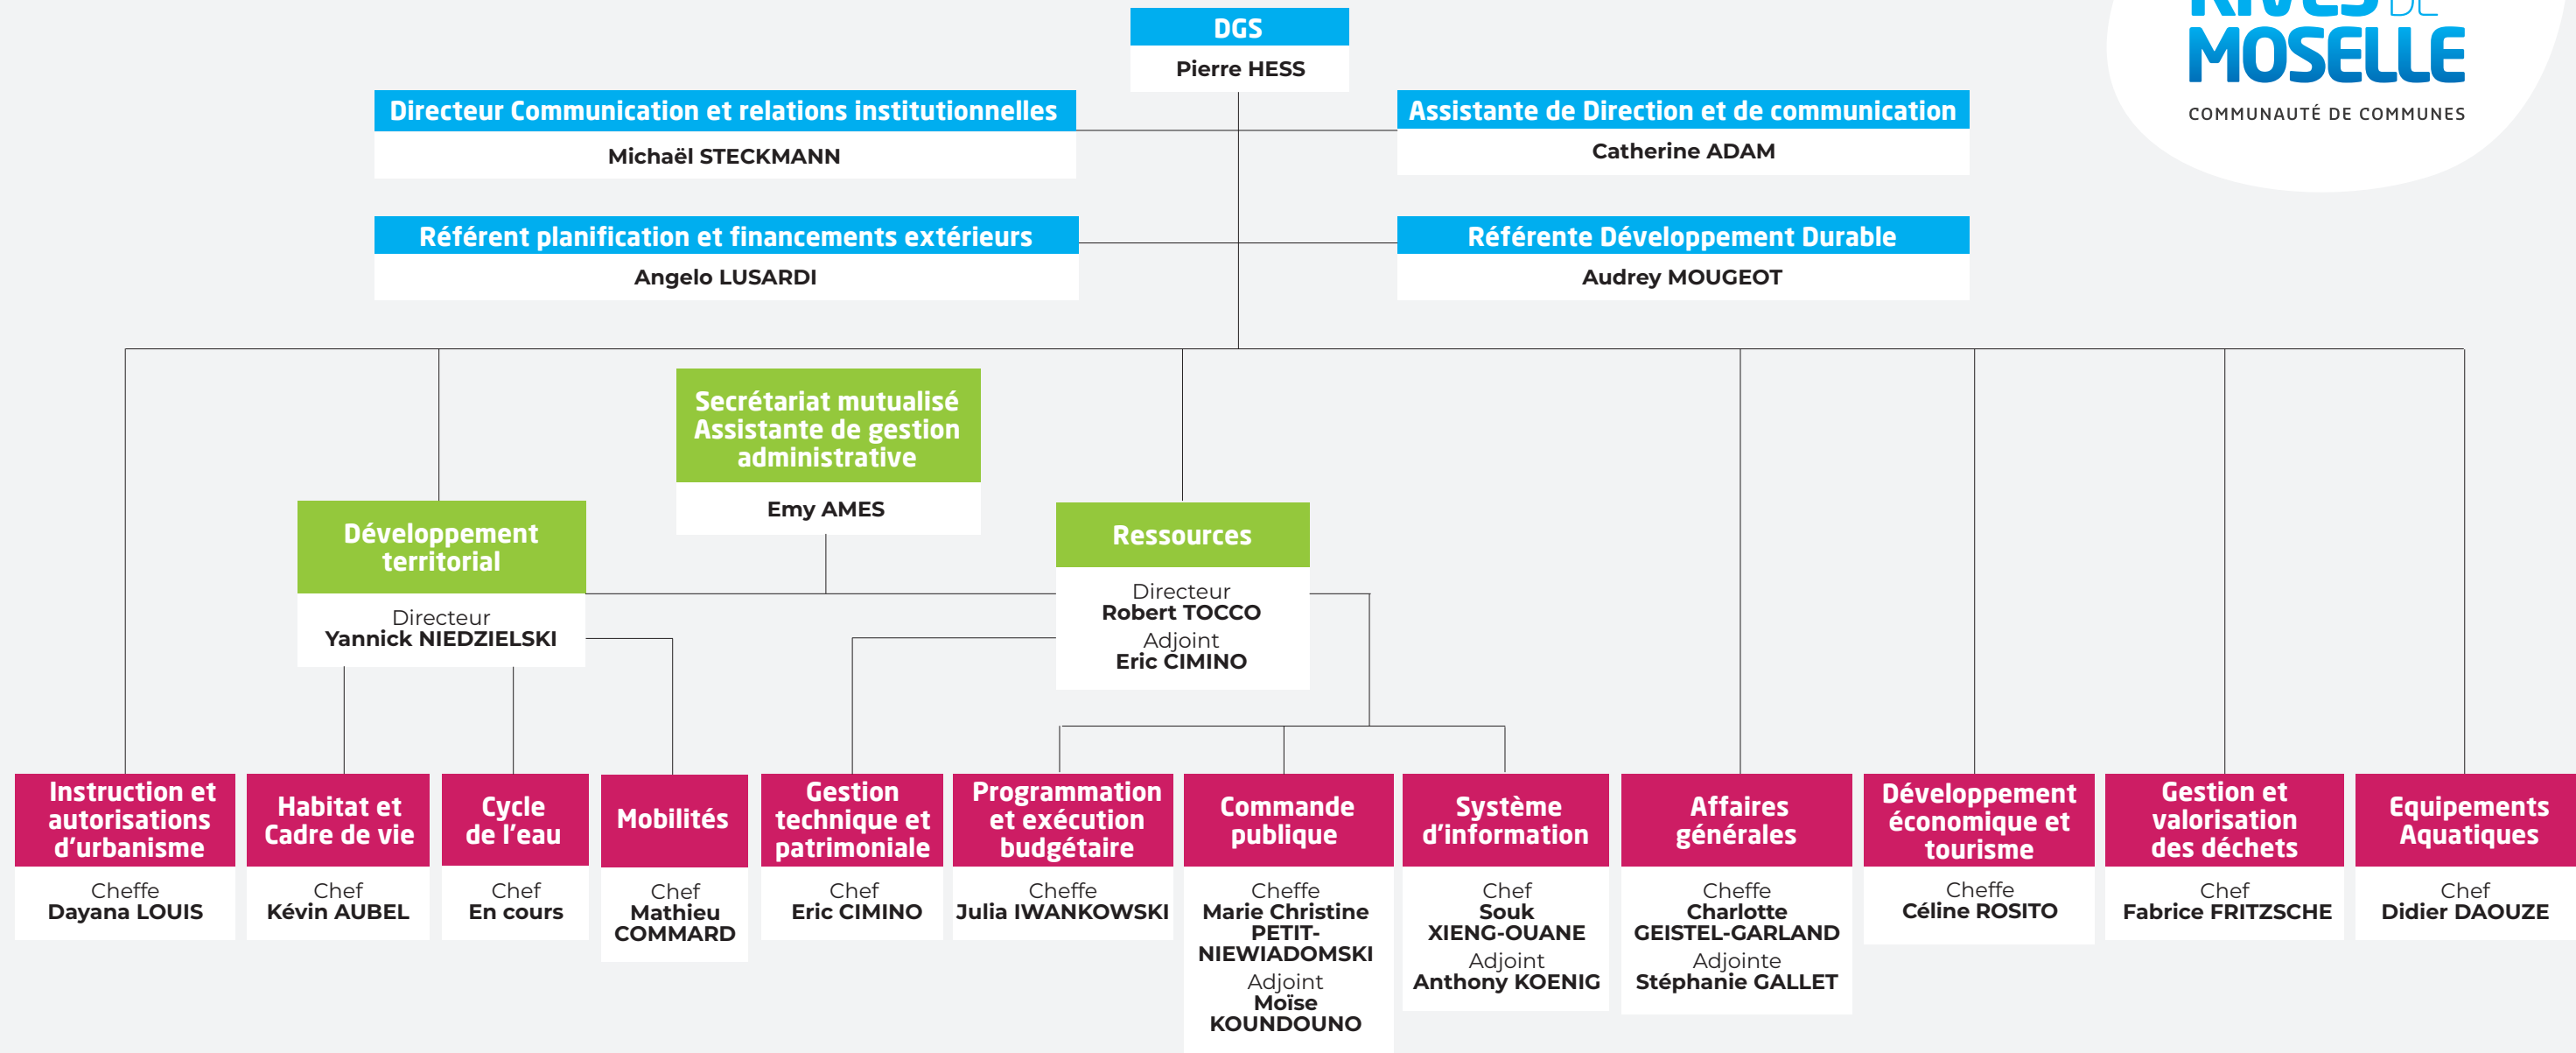 RIVES DE
MOSELLE
COMMUNAUTÉ DE COMMUNES
DGS
Pierre HESS
Directeur Communication et relations institutionnelles
Michaël STECKMANN
Assistante de Direction et de communication
Catherine ADAM
Référent planification et financements extérieurs
Angelo LUSARDI
Référente Développement Durable
Audrey MOUGEOT
Secrétariat mutualisé
Assistante de gestion
administrative
Emy AMES
Développement
territorial
Directeur
Yannick NIEDZIELSKI
Ressources
Directeur
Robert TOCCO
Adjoint
Eric CIMINO
Instruction et
autorisations
d'urbanisme
Cheffe
Dayana LOUIS
Habitat et
Cadre de vie
Chef
Kévin AUBEL
Cycle
de l'eau
Chef
En cours
Mobilités
Chef
Mathieu
COMMARD
Gestion
technique et
patrimoniale
Chef
Eric CIMINO
Programmation
et exécution
budgétaire
Cheffe
Julia IWANKOWSKI
Commande
publique
Cheffe
Marie Christine
PETIT-
NIEWIADOMSKI
Adjoint
Moïse
KOUNDOUNO
Système
d'information
Chef
Souk
XIENG-OUANE
Adjoint
Anthony KOENIG
Affaires
générales
Cheffe
Charlotte
GEISTEL-GARLAND
Adjointe
Stéphanie GALLET
Développement
économique et
tourisme
Cheffe
Céline ROSITO
Gestion et
valorisation
des déchets
Chef
Fabrice FRITZSCHE
Equipements
Aquatiques
Chef
Didier DAOUZE